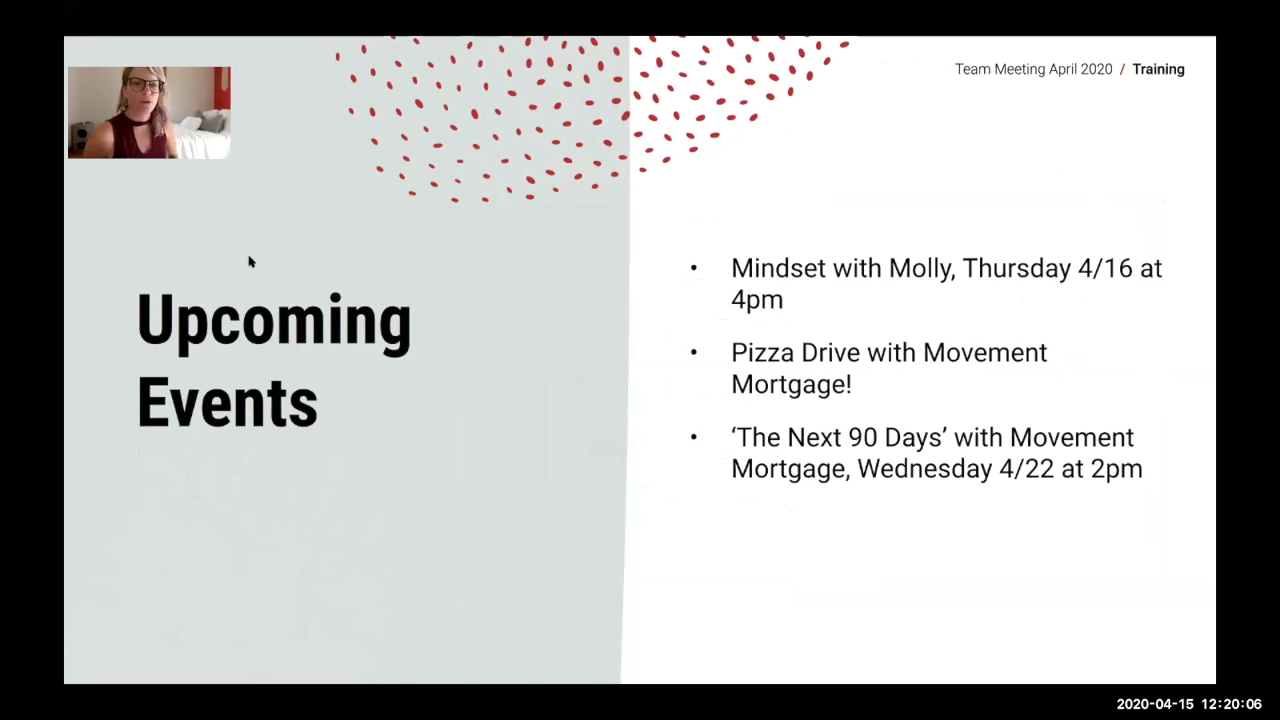 Team Meeting April 2020 / Training
Upcoming
Events
• Mindset with Molly, Thursday 4/16 at
4pm
• Pizza Drive with Movement
Mortgage!
• ‘The Next 90 Days’ with Movement
Mortgage, Wednesday 4/22 at 2pm
2020-04-15 12:20:06